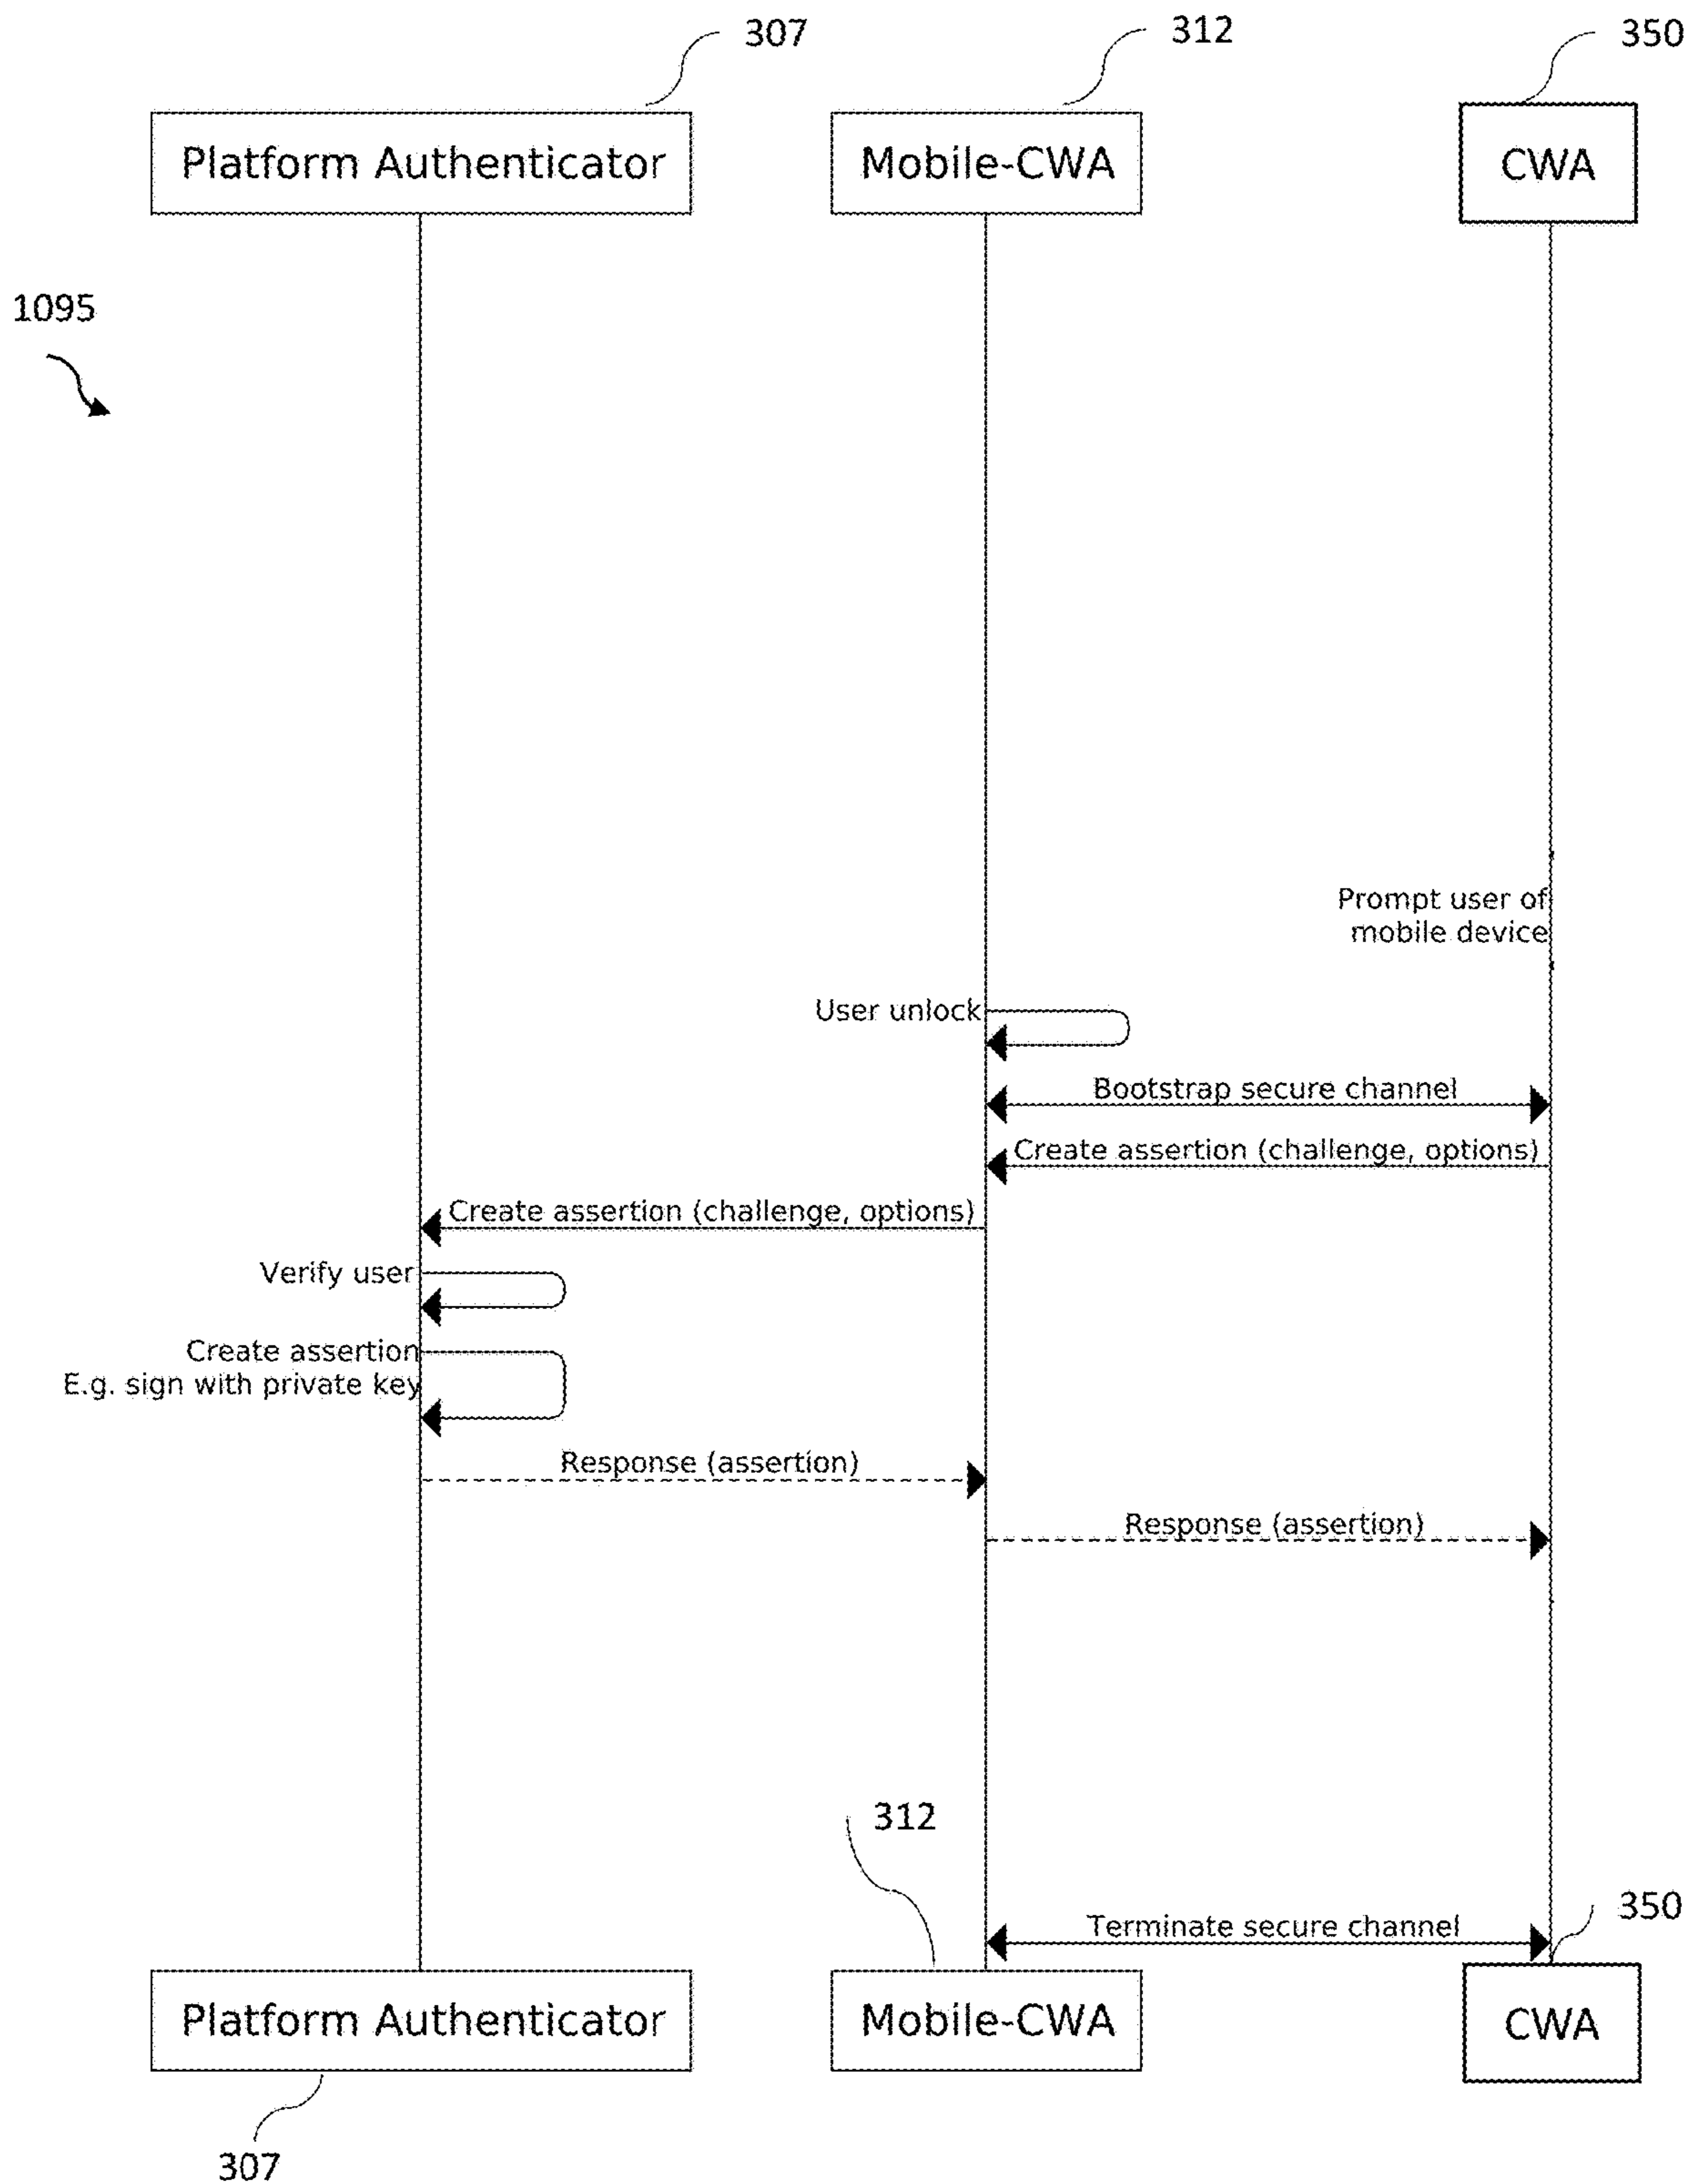 307
312
350
Platform Authenticator
Mobile-CWA
CWA
1095
Prompt user of
mobile device
User unlock
Bootstrap secure channel
Create assertion (challenge, options)
Create assertion (challenge, options)
Verify user
Create assertion
E.g. sign with private key
Response (assertion)
Response (assertion)
312
350
Terminate secure channel
Platform Authenticator
Mobile-CWA
CWA
307